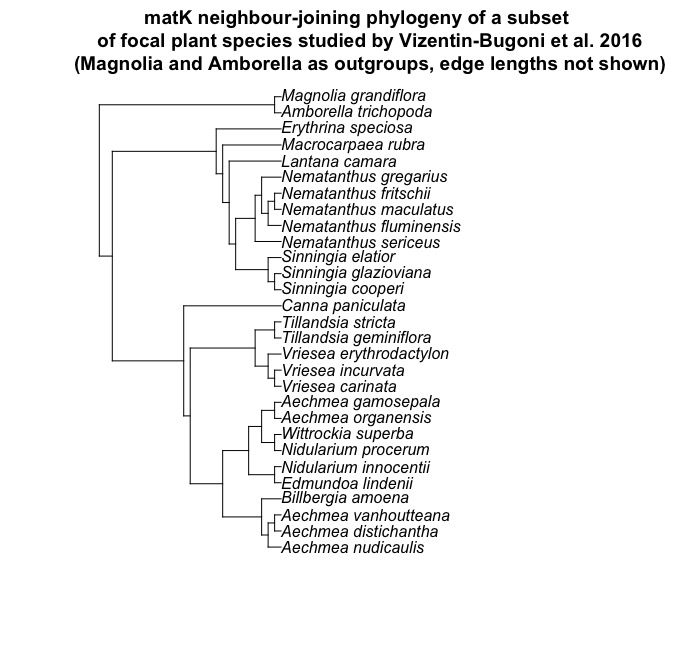 matK neighbour-joining phylogeny of a subset
of focal plant species studied by Vizentin-Bugoni et al. 2016
(Magnolia and Amborella as outgroups, edge lengths not shown)
Magnolia grandiflora
Amborella trichopoda
Erythrina speciosa
Macrocarpaea rubra
Lantana camara
Nematanthus gregarius
Nematanthus fritschii
Nematanthus maculatus
Nematanthus fluminensis
Nematanthus sericeus
Sinningia elatior
Sinningia glazioviana
Sinningia cooperi
Canna paniculata
Tillandsia stricta
Tillandsia geminiflora
Vriesea erythrodactylon
Vriesea incurvata
Vriesea carinata
Aechmea gamosepala
Aechmea organensis
Wittrockia superba
Nidularium procerum
Nidularium innocentii
Edmundoa lindenii
Billbergia amoena
Aechmea vanhoutteana
Aechmea distichantha
Aechmea nudicaulis